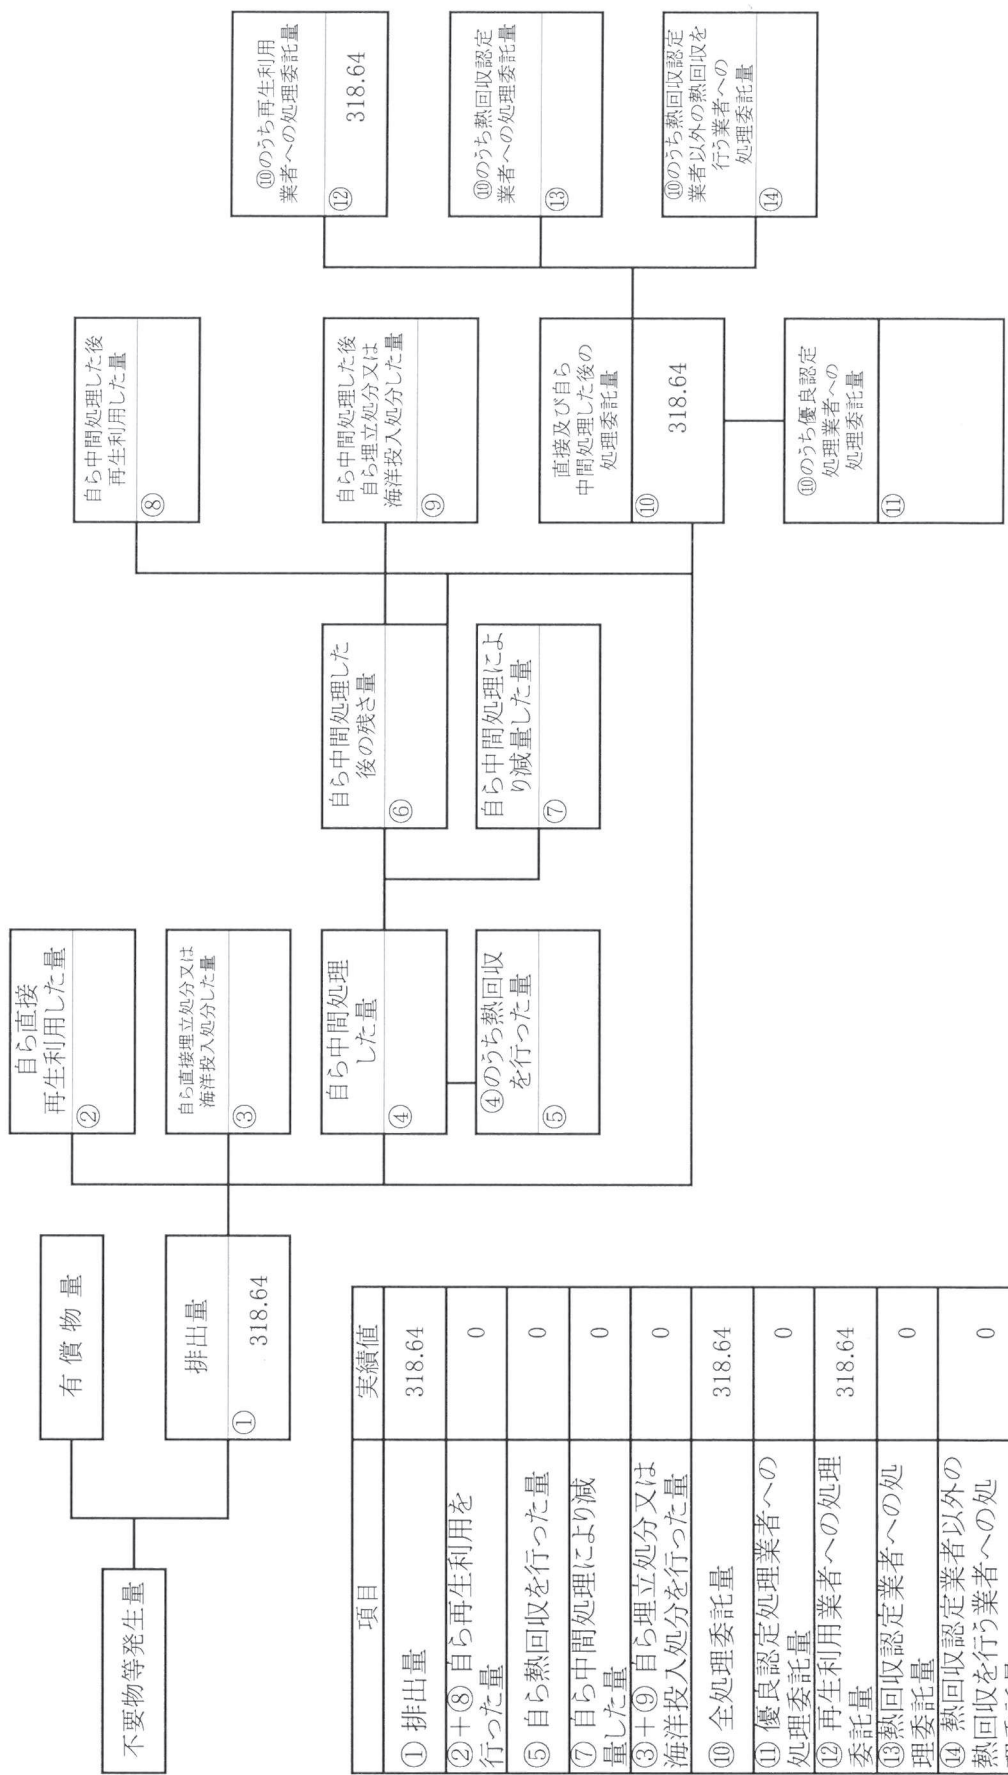 不要物等発生量
有償物量
排出量
①
318.64
自ら直接
再生利用した量
②
自ら直接埋立処分又は
海洋投入処分した量
③
自ら中間処理
した量
④
④のうち熱回収
を行った量
⑤
自ら中間処理した
後の残さ量
⑥
自ら中間処理によ
り減量した量
⑦
自ら中間処理した後
再生利用した量
⑧
自ら中間処理した後
自ら埋立処分又は
海洋投入処分した量
⑨
直接及び自ら
中間処理した後の
処理委託量
⑩
318.64
⑩のうち優良認定
処理業者への
処理委託量
⑪
⑩のうち再生利用
業者への処理委託量
⑫
318.64
⑩のうち熱回収認定
業者への処理委託量
⑬
⑩のうち熱回収認定
業者以外の熱回収を
行う業者への
処理委託量
⑭
項目 実績値
① 排出量 318.64
②+⑧ 自ら再生利用を
行った量 0
⑤ 自ら熱回収を行った量 0
⑦ 自ら中間処理により減
量した量 0
③+⑨ 自ら埋立処分又は
海洋投入処分を行った量 0
⑩ 全処理委託量 318.64
⑪ 優良認定処理業者への
処理委託量 0
⑫ 再生利用業者への処理
委託量 318.64
⑬熱回収認定業者への処
理委託量 0
⑭ 熱回収認定業者以外の
熱回収を行う業者への処 0